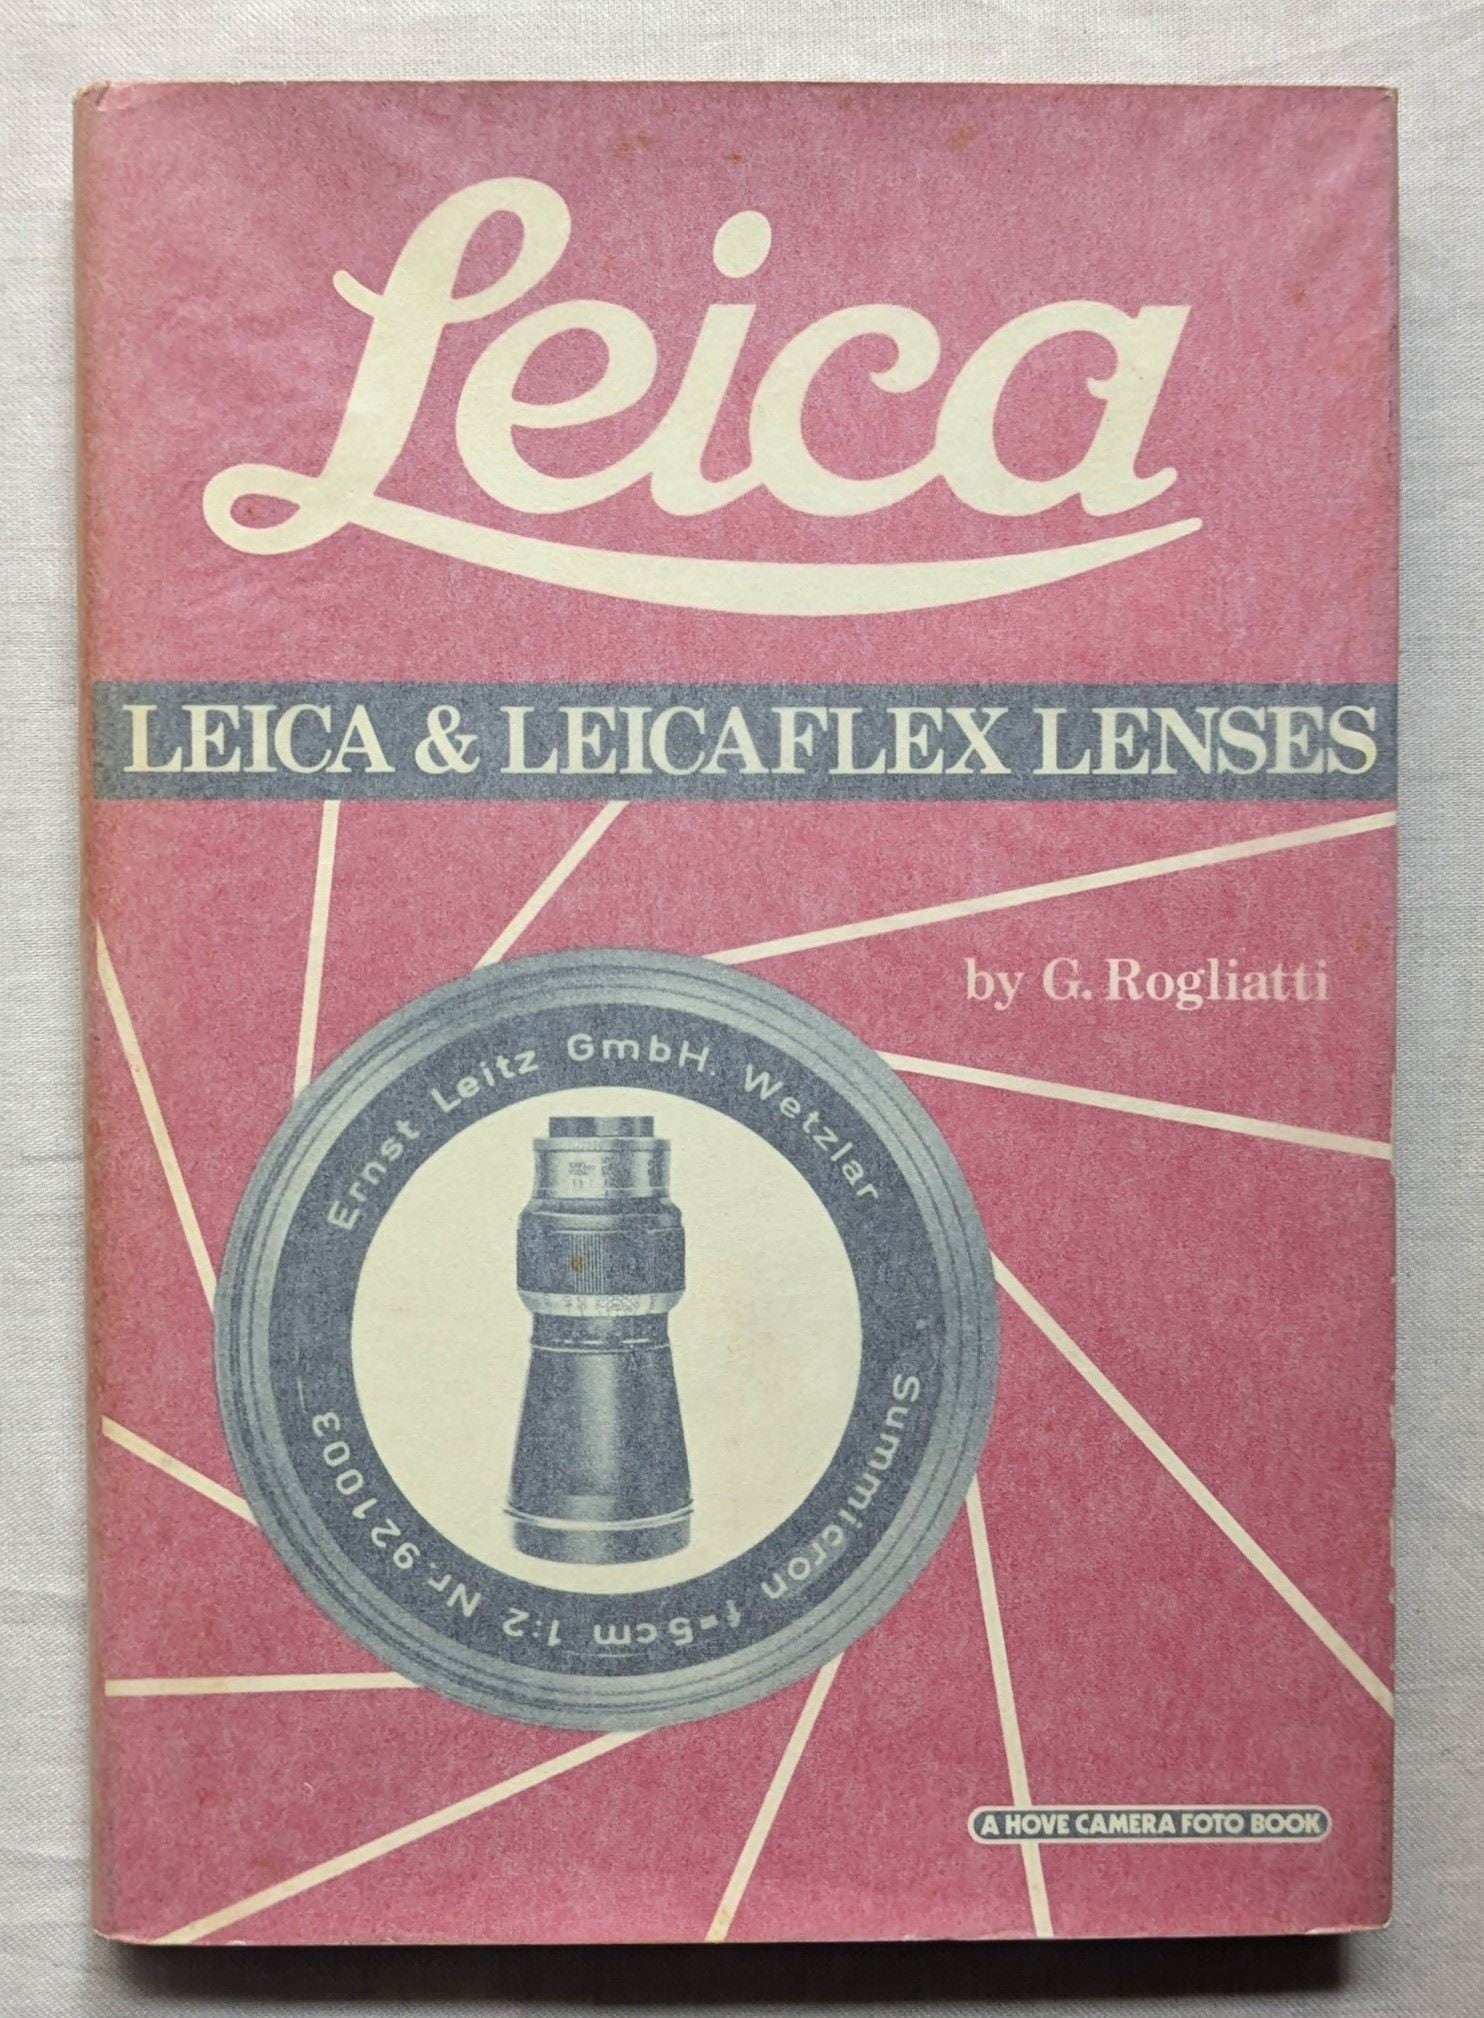 Leica
LEICA & LEICAFLEX LENSES
by G. Rogliatti
Ernst Leitz GmbH. Wetzlar
Summicron f=5cm 1:2 Nr. 921003
A HOVE CAMERA FOTO BOOK